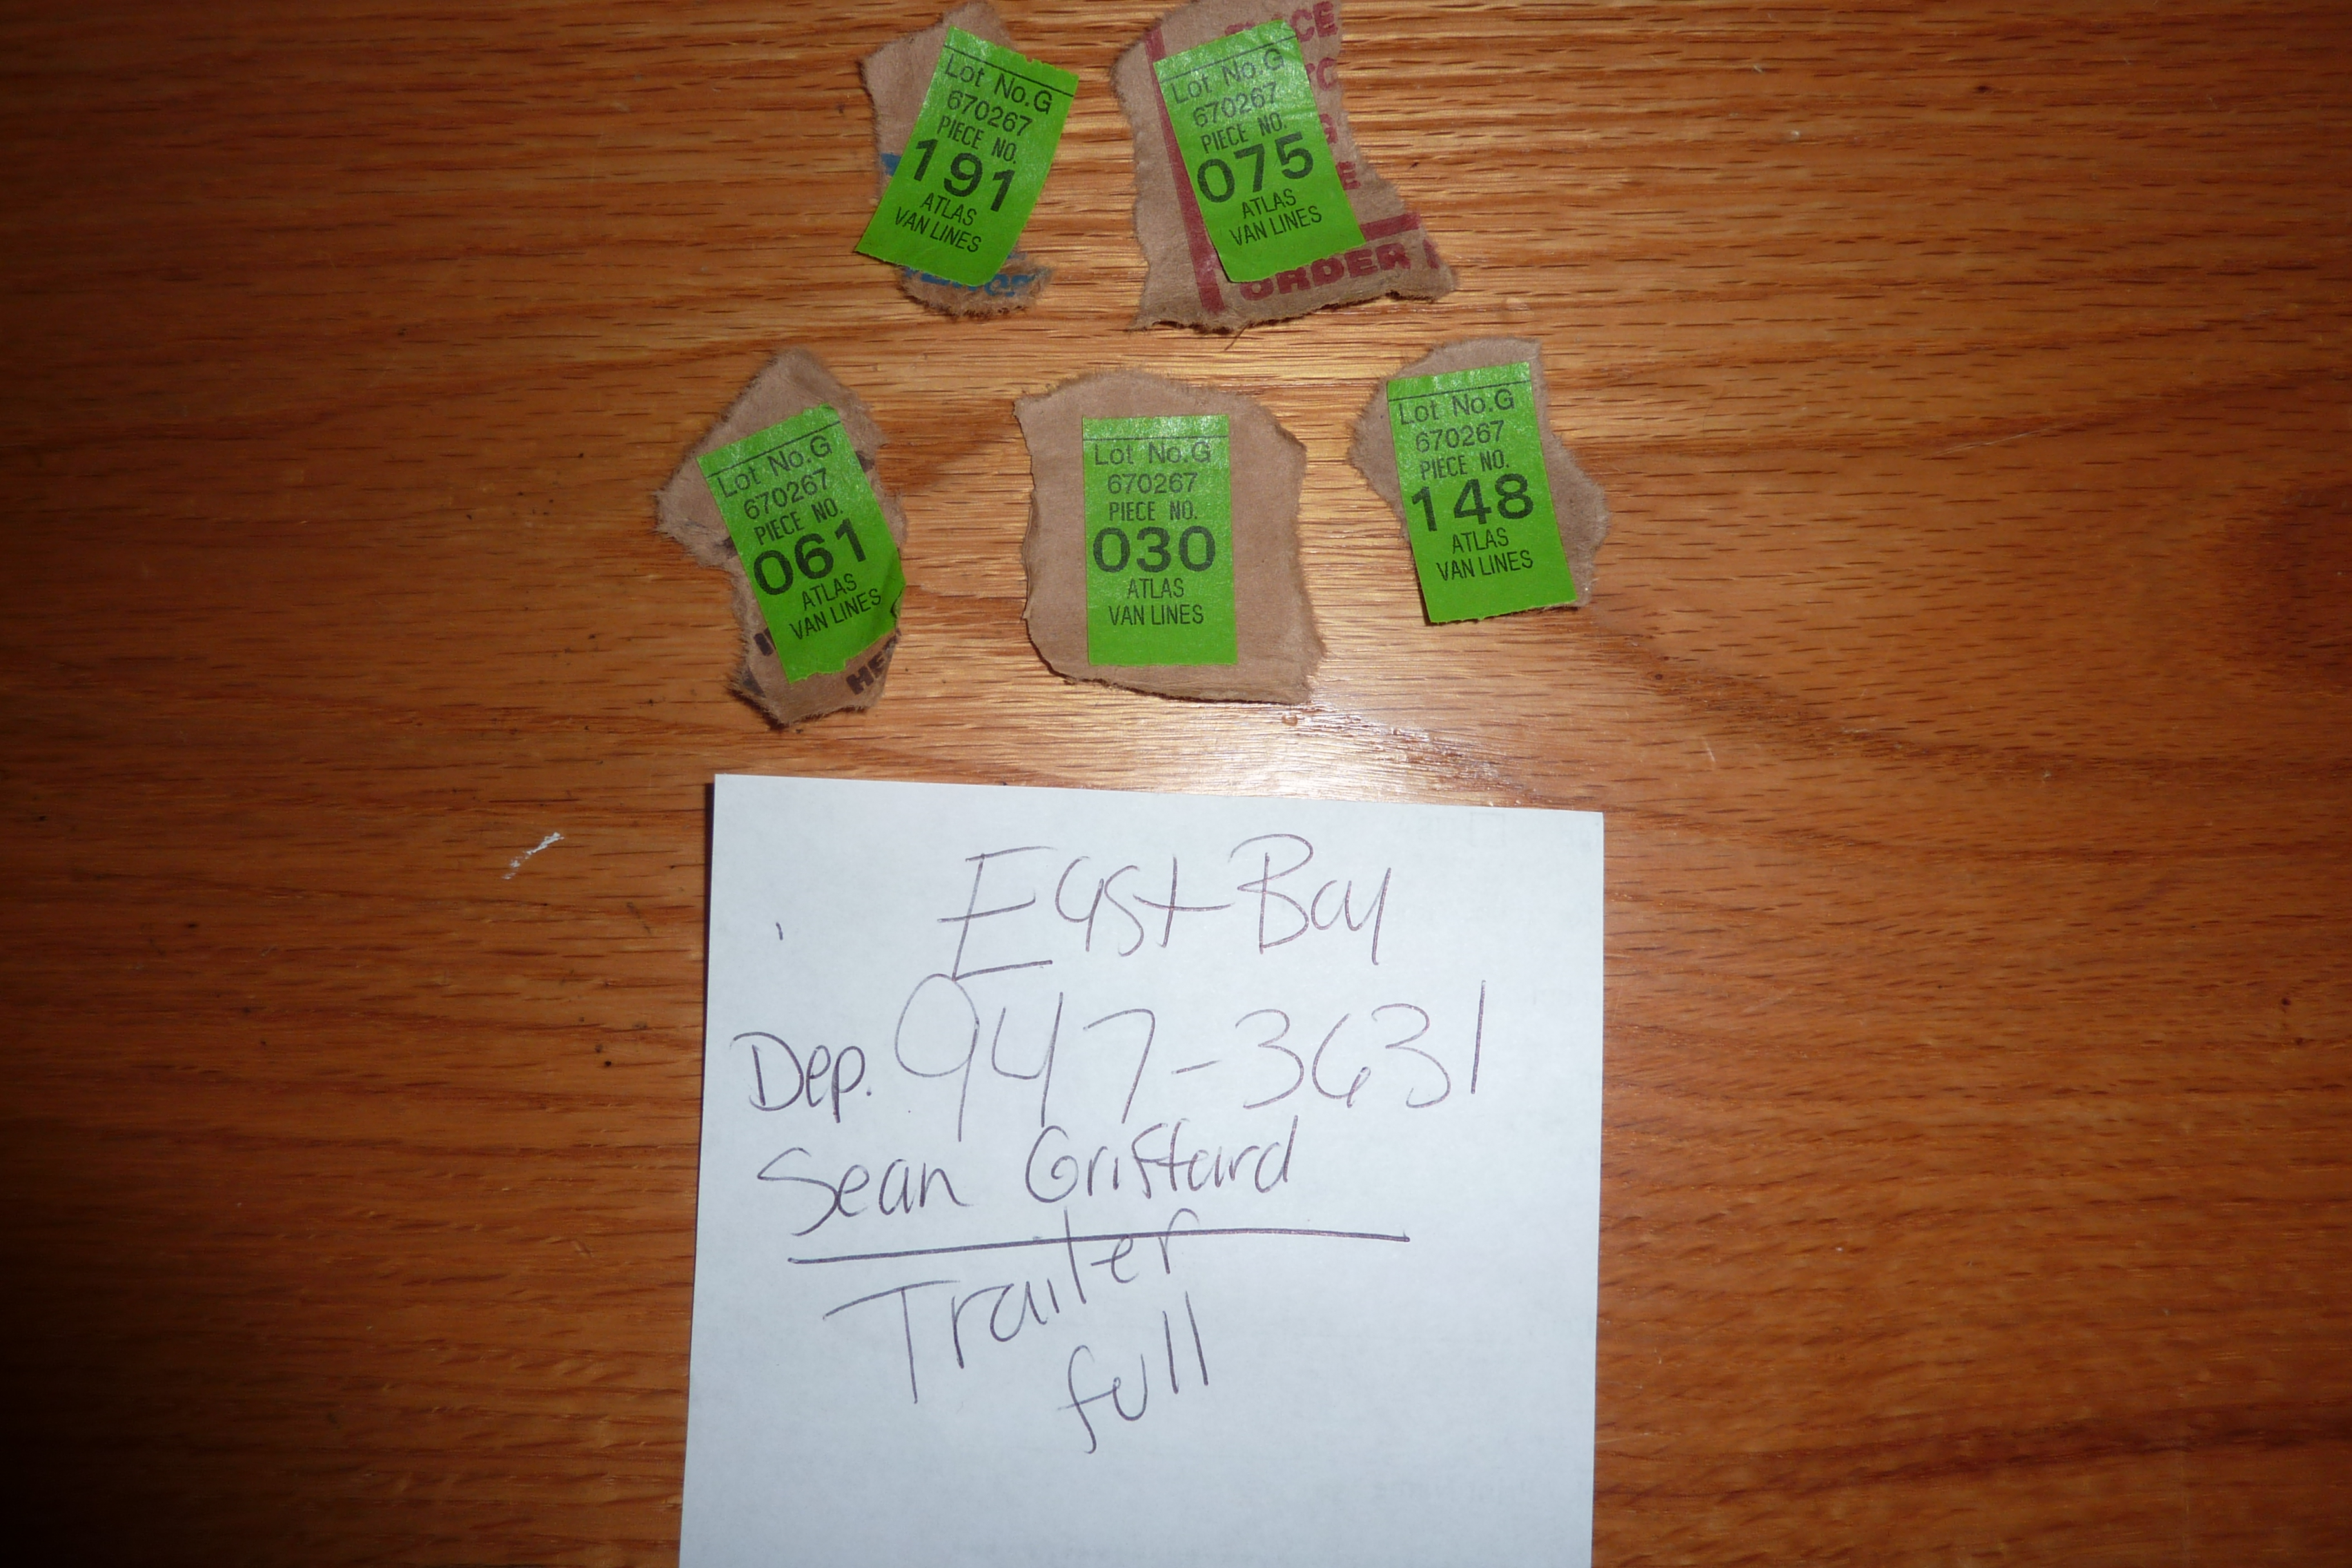 Lot No.G
670267
PIECE NO.
191
ATLAS
VAN LINES
Lot No.G
670267
PIECE NO.
075
ATLAS
VAN LINES
ORDER
Lot No.G
670267
PIECE NO.
061
ATLAS
VAN LINES
Lot No.G
670267
PIECE NO.
030
ATLAS
VAN LINES
Lot No.G
670267
PIECE NO.
148
ATLAS
VAN LINES
East Bay
Dep. 947-3631
Sean Griffard
Trailer
full